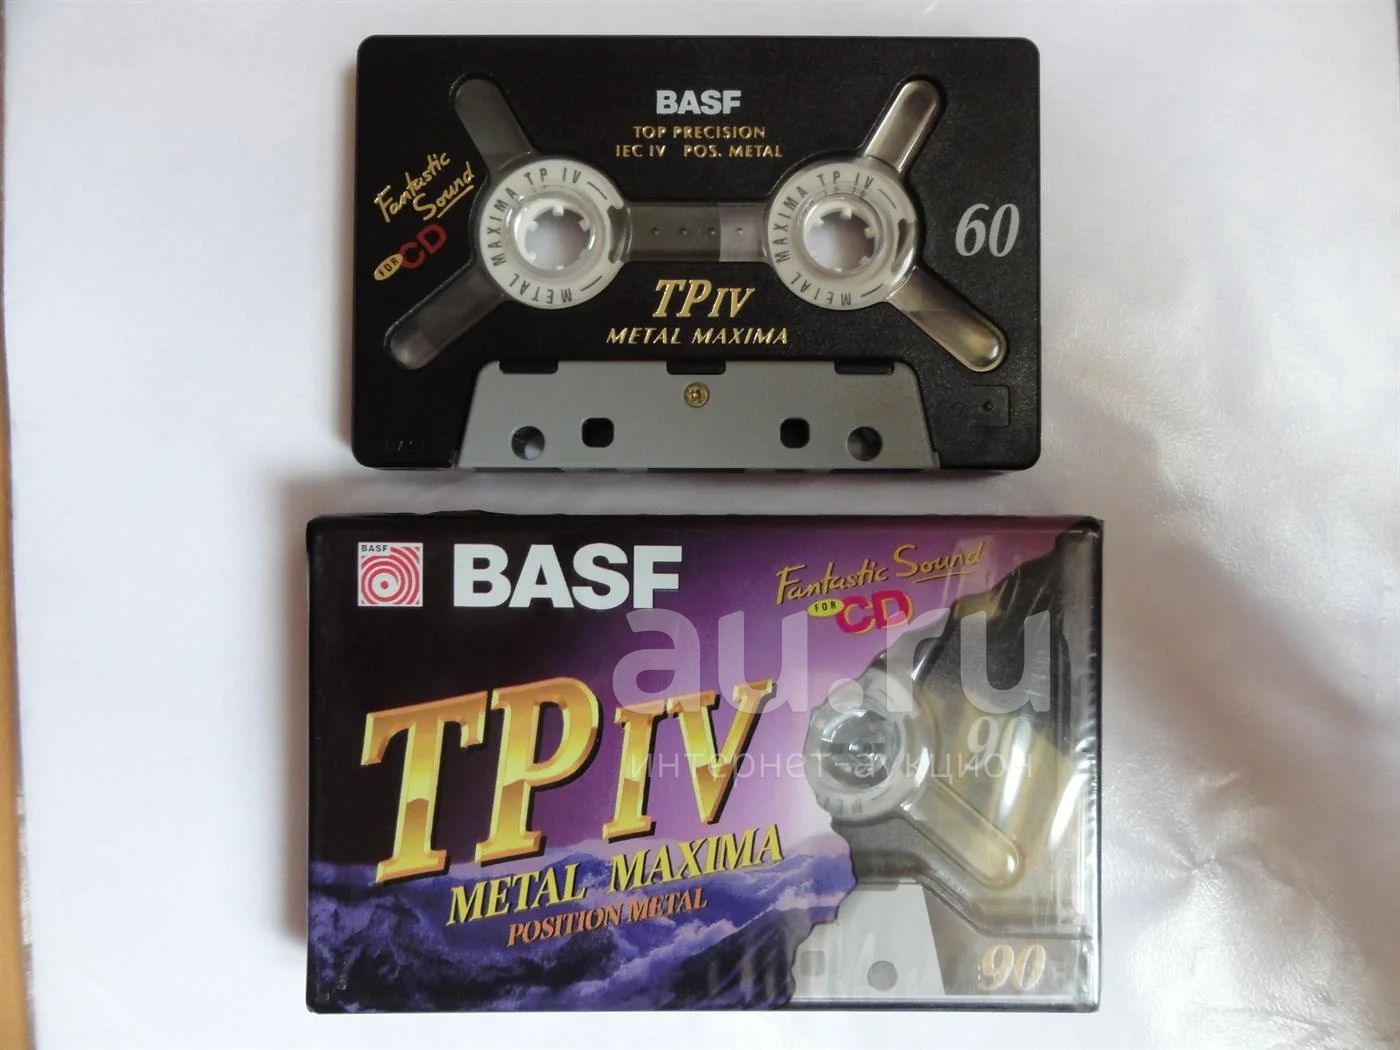 BASF
TOP PRECISION
IEC IV POS. METAL
Fantastic
Sound
FOR CD
METAL MAXIMA TP IV
METAL MAXIMA TP IV
60
TP IV
METAL MAXIMA
BASF
BASF
BASF
Fantastic Sound
FOR CD
TP IV
METAL MAXIMA
POSITION METAL
90
90
au.ru
интернет-аукцион